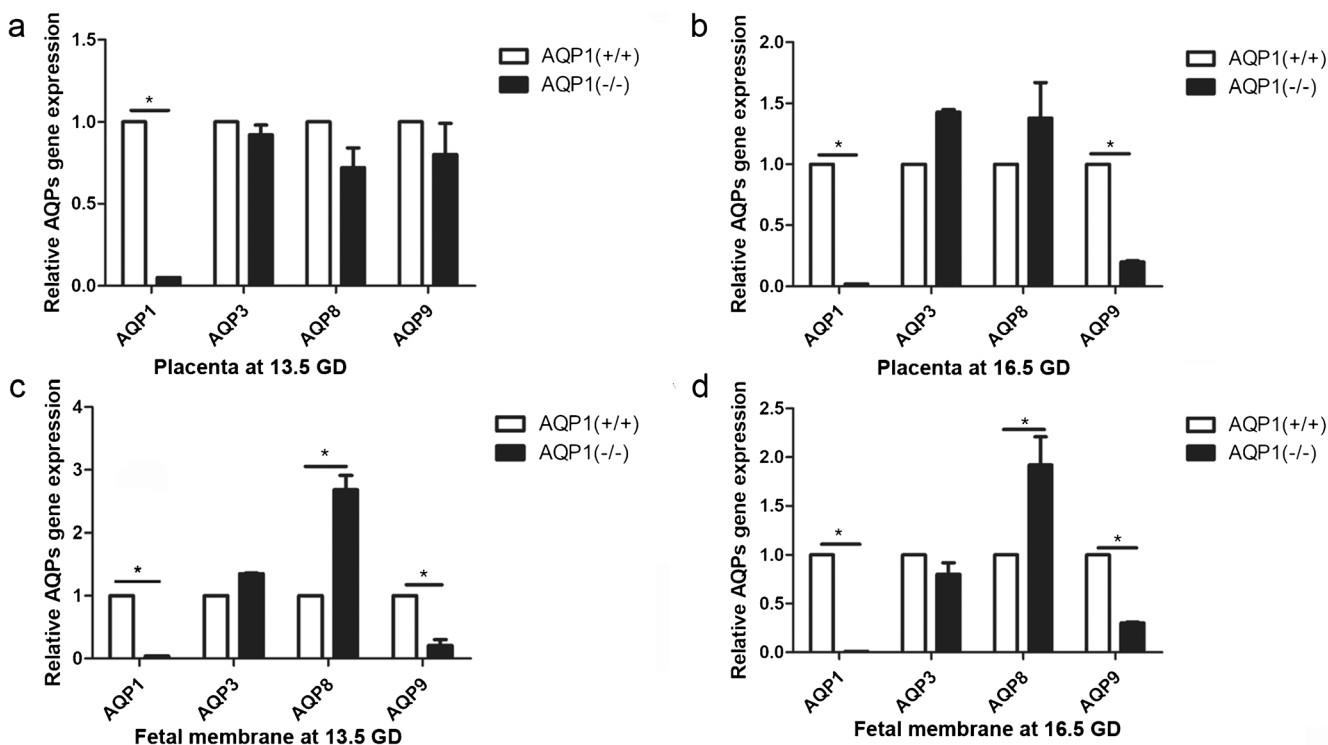 a
Relative AQPs gene expression
1.5
1.0
0.5
0.0
*
AQP1
AQP3
AQP8
AQP9
AQP1(+/+)
AQP1(-/-)
Placenta at 13.5 GD
b
Relative AQPs gene expression
2.0
1.5
1.0
0.5
0.0
*
*
AQP1
AQP3
AQP8
AQP9
AQP1(+/+)
AQP1(-/-)
Placenta at 16.5 GD
c
Relative AQPs gene expression
4
3
2
1
0
*
*
*
AQP1
AQP3
AQP8
AQP9
AQP1(+/+)
AQP1(-/-)
Fetal membrane at 13.5 GD
d
Relative AQPs gene expression
2.5
2.0
1.5
1.0
0.5
0.0
*
*
*
AQP1
AQP3
AQP8
AQP9
AQP1(+/+)
AQP1(-/-)
Fetal membrane at 16.5 GD